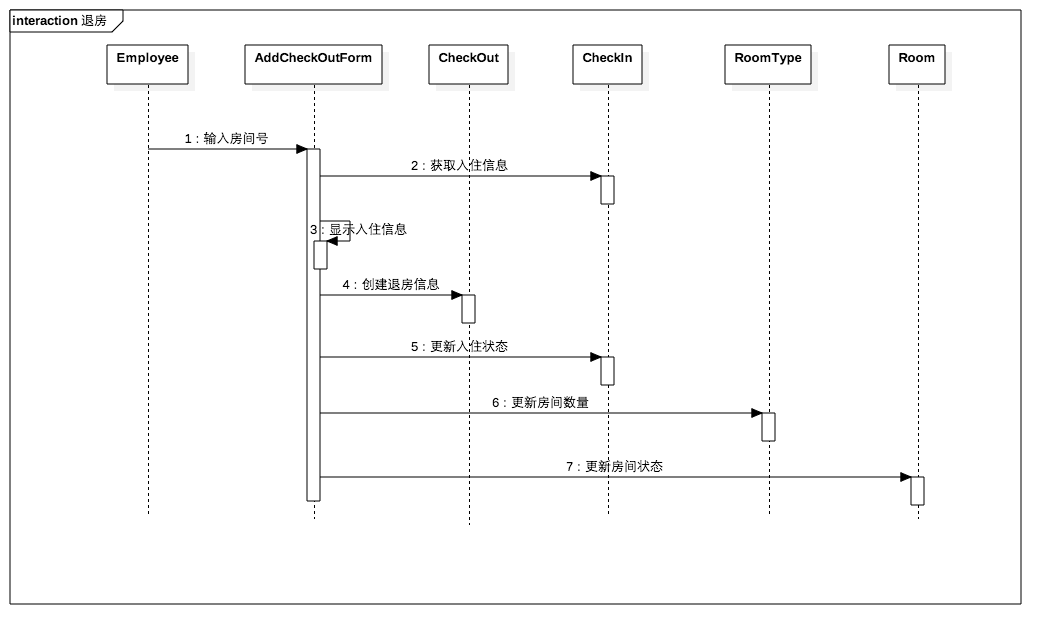 interaction 退房
Employee
AddCheckOutForm
CheckOut
CheckIn
RoomType
Room
1 : 输入房间号
2 : 获取入住信息
3 : 显示入住信息
4 : 创建退房信息
5 : 更新入住状态
6 : 更新房间数量
7 : 更新房间状态